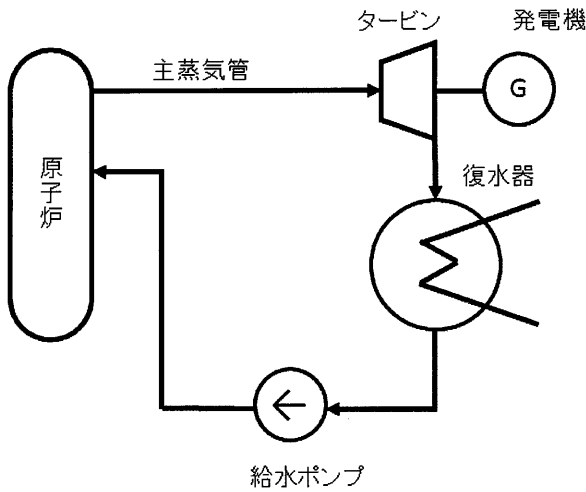 タービン
発電機
主蒸気管
G
原子炉
復水器
給水ポンプ